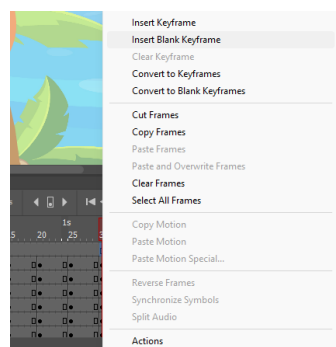 Insert Keyframe
Insert Blank Keyframe
Clear Keyframe
Convert to Keyframes
Convert to Blank Keyframes
Cut Frames
Copy Frames
Paste Frames
Paste and Overwrite Frames
Clear Frames
Select All Frames
Copy Motion
Paste Motion
Paste Motion Special...
Reverse Frames
Synchronize Symbols
Split Audio
Actions
1s
20 25